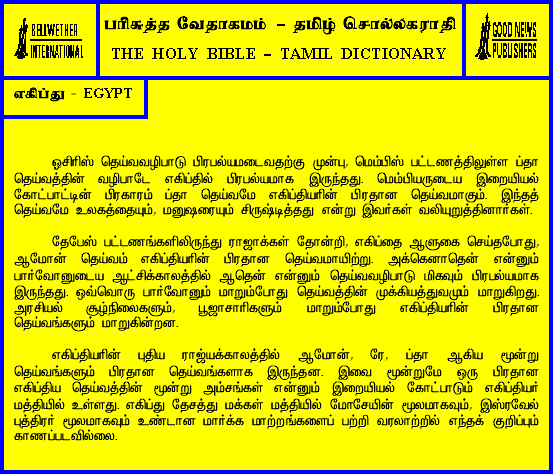 BELLWETHER
INTERNATIONAL
பரிசுத்த வேதாகமம் – தமிழ் சொல்லகராதி
THE HOLY BIBLE – TAMIL DICTIONARY
GOOD NEWS
PUBLISHERS
எகிப்து - EGYPT
ஒசிரிஸ் தெய்வவழிபாடு பிரபல்யமடைவதற்கு முன்பு, மெம்பிஸ் பட்டணத்திலுள்ள ப்தா
தெய்வத்தின் வழிபாடே எகிப்தில் பிரபல்யமாக இருந்தது. மெம்பியருடைய இறையியல்
கோட்பாட்டின் பிரகாரம் ப்தா தெய்வமே எகிப்தியரின் பிரதான தெய்வமாகும். இந்தத்
தெய்வமே உலகத்தையும், மனுஷரையும் சிருஷ்டித்தது என்று இவர்கள் வலியுறுத்தினார்கள்.
தேபேஸ் பட்டணங்களிலிருந்து ராஜாக்கள் தோன்றி, எகிப்தை ஆளுகை செய்தபோது,
ஆமோன் தெய்வம் எகிப்தியரின் பிரதான தெய்வமாயிற்று. அக்கெனாதென் என்னும்
பார்வோனுடைய ஆட்சிக்காலத்தில் ஆதென் என்னும் தெய்வவழிபாடு மிகவும் பிரபல்யமாக
இருந்தது. ஒவ்வொரு பார்வோனும் மாறும்போது தெய்வத்தின் முக்கியத்துவமும் மாறுகிறது.
அரசியல் சூழ்நிலைகளும், பூஜாசாரிகளும் மாறும்போது எகிப்தியரின் பிரதான
தெய்வங்களும் மாறுகின்றன.
எகிப்தியரின் புதிய ராஜ்யக்காலத்தில் ஆமோன், ரே, ப்தா ஆகிய மூன்று
தெய்வங்களும் பிரதான தெய்வங்களாக இருந்தன. இவை மூன்றுமே ஒரு பிரதான
எகிப்திய தெய்வத்தின் மூன்று அம்சங்கள் என்னும் இறையியல் கோட்பாடும் எகிப்தியர்
மத்தியில் உள்ளது. எகிப்து தேசத்து மக்கள் மத்தியில் மோசேயின் மூலமாகவும், இஸ்ரவேல்
புத்திரர் மூலமாகவும் உண்டான மார்க்க மாற்றங்களைப் பற்றி வரலாற்றில் எந்தக் குறிப்பும்
காணப்படவில்லை.